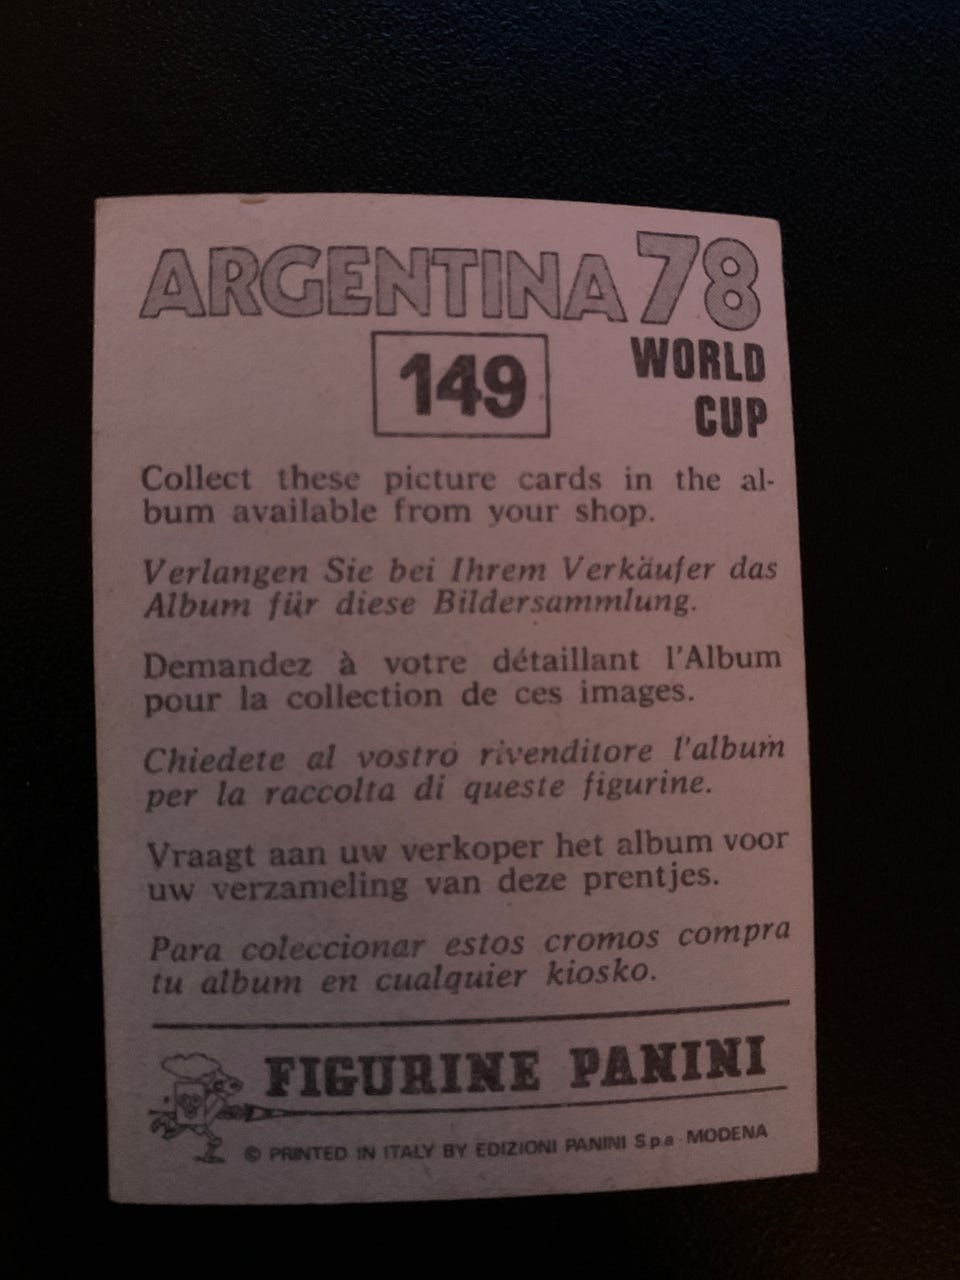 ARGENTINA 78
149
WORLD
CUP
Collect these picture cards in the al-
bum available from your shop.
Verlangen Sie bei Ihrem Verkäufer das
Album für diese Bildersammlung.
Demandez à votre détaillant l'Album
pour la collection de ces images.
Chiedete al vostro rivenditore l'album
per la raccolta di queste figurine.
Vraagt aan uw verkoper het album voor
uw verzameling van deze prentjes.
Para coleccionar estos cromos compra
tu album en cualquier kiosko.
FIGURINE PANINI
© PRINTED IN ITALY BY EDIZIONI PANINI S.p.a - MODENA